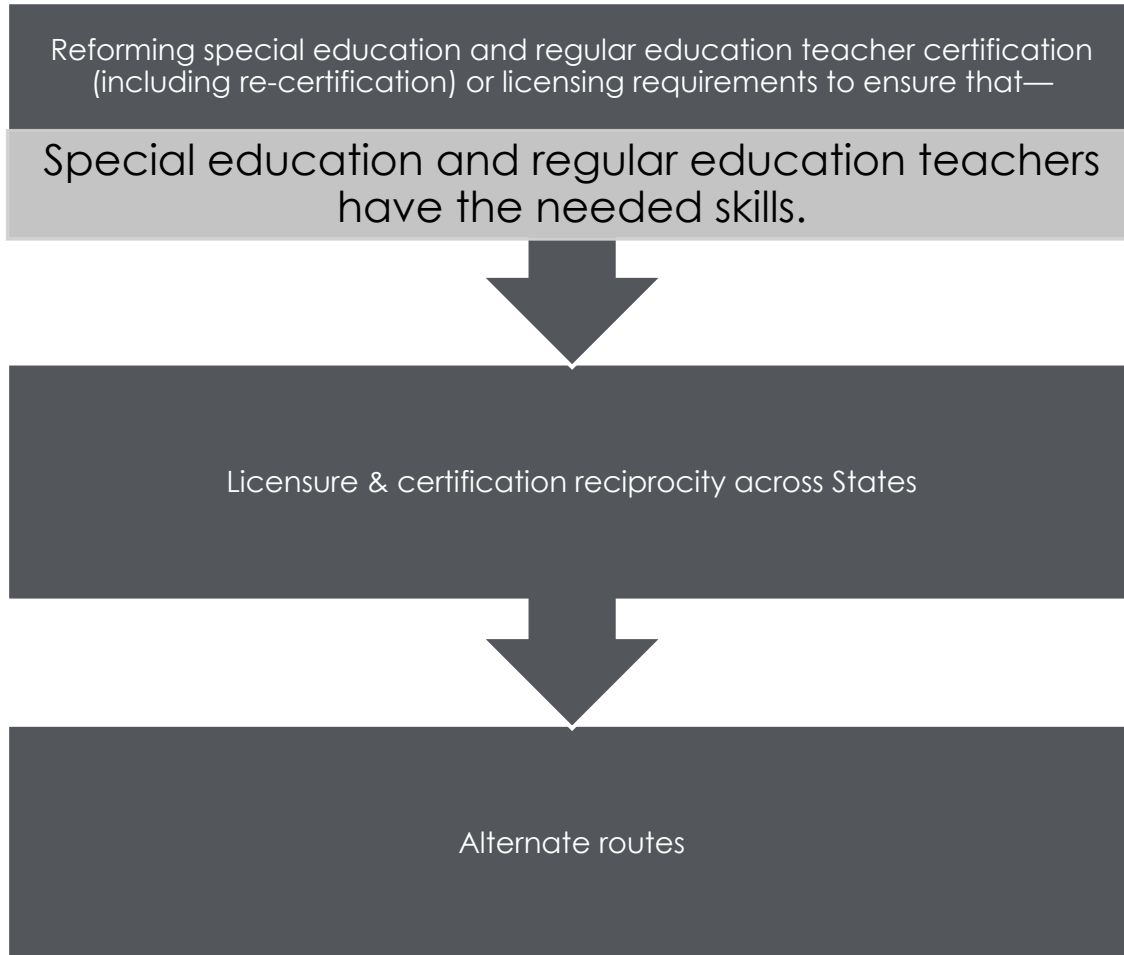 Reforming special education and regular education teacher certification
(including re-certification) or licensing requirements to ensure that—
Special education and regular education teachers
have the needed skills.
Licensure & certification reciprocity across States
Alternate routes